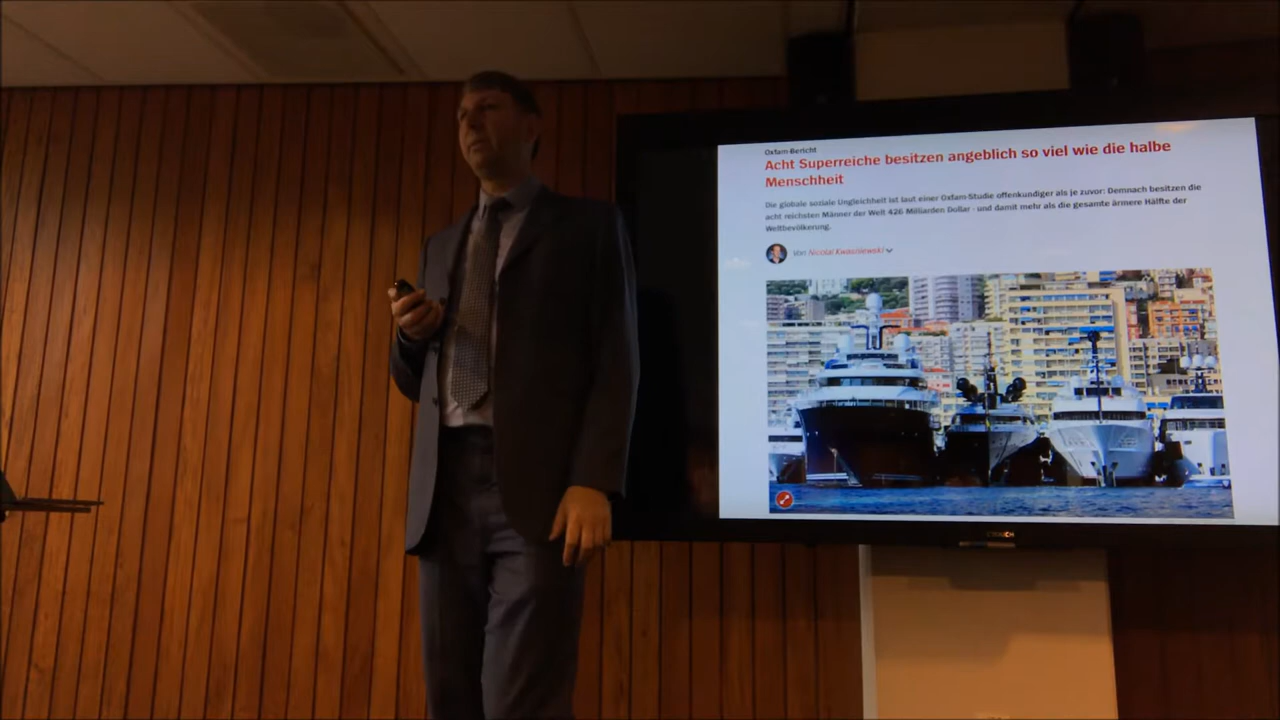 Oxfam-Bericht
Acht Superreiche besitzen angeblich so viel wie die halbe
Menschheit
Die globale soziale Ungleichheit ist laut einer Oxfam-Studie offenkundiger als je zuvor: Demnach besitzen die
acht reichsten Männer der Welt 426 Milliarden Dollar - und damit mehr als die gesamte ärmere Hälfte der
Weltbevölkerung.
Von Nicolai Kwasniewski